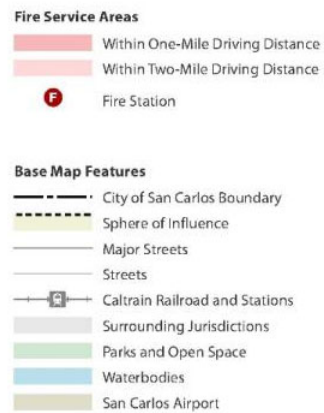 Fire Service Areas
Within One-Mile Driving Distance
Within Two-Mile Driving Distance
F
Fire Station
Base Map Features
City of San Carlos Boundary
Sphere of Influence
Major Streets
Streets
Caltrain Railroad and Stations
Surrounding Jurisdictions
Parks and Open Space
Waterbodies
San Carlos Airport